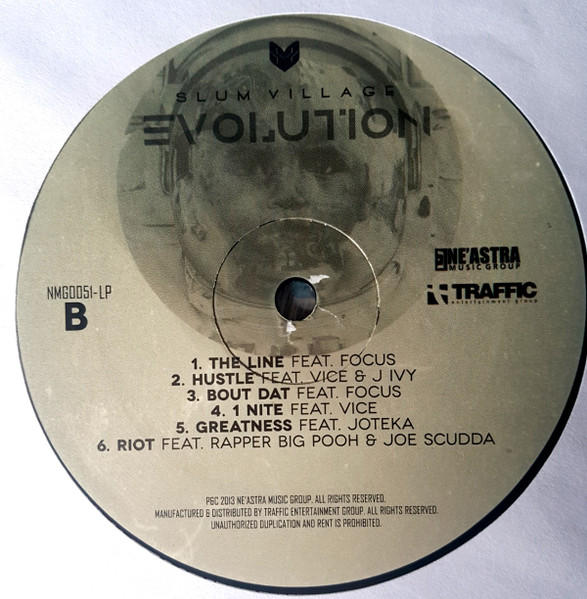 SLUM VILLAGE
EVOLUTION
NE'ASTRA
MUSIC GROUP
TRAFFIC
entertainment group
NMG0051-LP
B
1. THE LINE FEAT. FOCUS
2. HUSTLE FEAT. VICE & J IVY
3. BOUT DAT FEAT. FOCUS
4. 1 NITE FEAT. VICE
5. GREATNESS FEAT. JOTEKA
6. RIOT FEAT. RAPPER BIG POOH & JOE SCUDDA
P&C 2013 NE'ASTRA MUSIC GROUP. ALL RIGHTS RESERVED.
MANUFACTURED & DISTRIBUTED BY TRAFFIC ENTERTAINMENT GROUP. ALL RIGHTS RESERVED.
UNAUTHORIZED DUPLICATION AND RENT IS PROHIBITED.